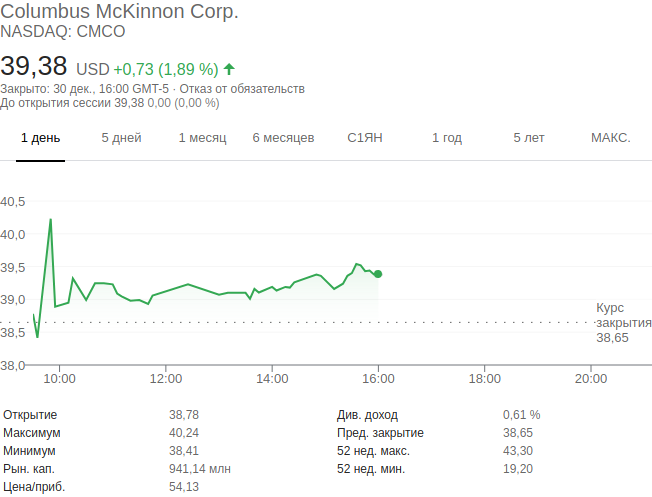 Columbus McKinnon Corp.
NASDAQ: CMCO
39,38 USD +0,73 (1,89 %)
Закрыто: 30 дек., 16:00 GMT-5 · Отказ от обязательств
До открытия сессии 39,38 0,00 (0,00 %)
1 день 5 дней 1 месяц 6 месяцев С1ЯН 1 год 5 лет МАКС.
40,5
40,0
39,5
39,0
Курс
закрытия
38,5
38,65
38,0
10:00 12:00 14:00 16:00 18:00 20:00
Открытие 38,78 Див. доход 0,61 %
Максимум 40,24 Пред. закрытие 38,65
Минимум 38,41 52 нед. макс. 43,30
Рын. кап. 941,14 млн 52 нед. мин. 19,20
Цена/приб. 54,13